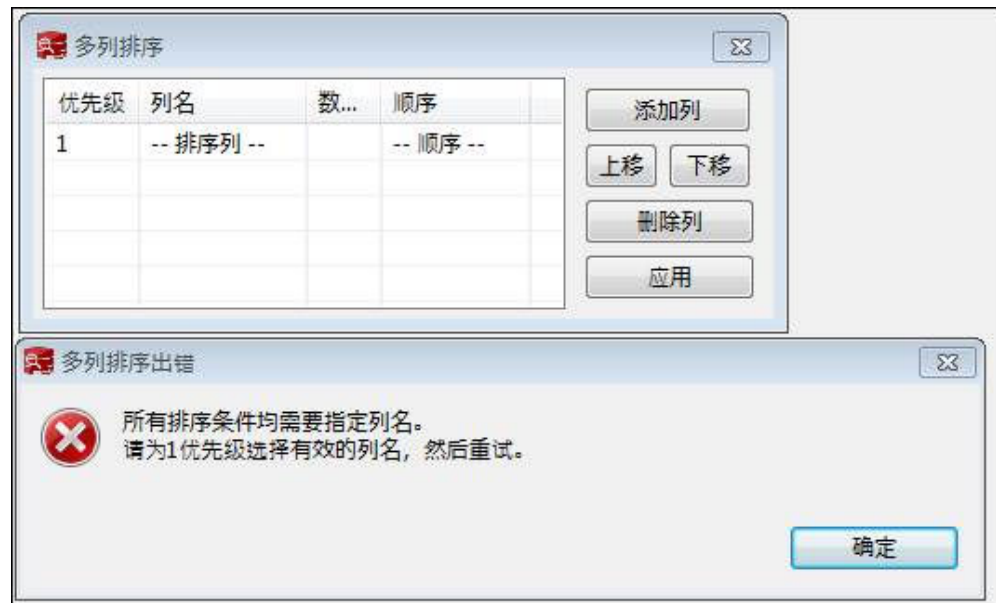 多列排序
优先级 列名 数... 顺序
1 -- 排序列 -- -- 顺序 --
添加列
上移 下移
删除列
应用
多列排序出错
所有排序条件均需要指定列名。
请为1优先级选择有效的列名，然后重试。
确定